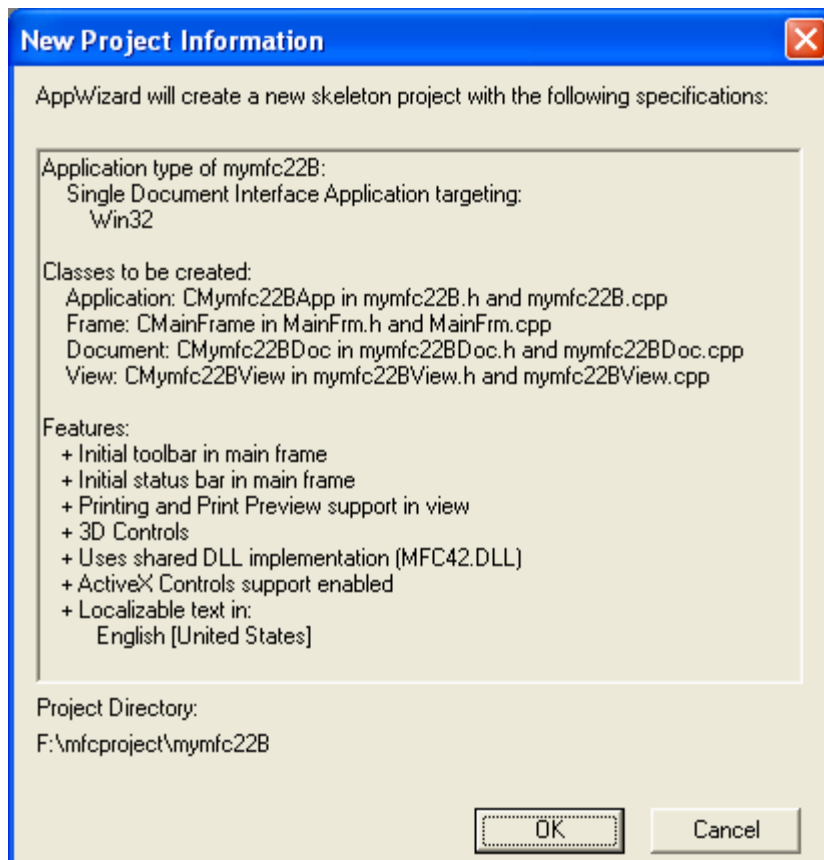 New Project Information
AppWizard will create a new skeleton project with the following specifications:
Application type of mymfc22B:
Single Document Interface Application targeting:
Win32
Classes to be created:
Application: CMymfc22BApp in mymfc22B.h and mymfc22B.cpp
Frame: CMainFrame in MainFrm.h and MainFrm.cpp
Document: CMymfc22BDoc in mymfc22BDoc.h and mymfc22BDoc.cpp
View: CMymfc22BView in mymfc22BView.h and mymfc22BView.cpp
Features:
+ Initial toolbar in main frame
+ Initial status bar in main frame
+ Printing and Print Preview support in view
+ 3D Controls
+ Uses shared DLL implementation (MFC42.DLL)
+ ActiveX Controls support enabled
+ Localizable text in:
English [United States]
Project Directory:
F:\mfcproject\mymfc22B
OK Cancel